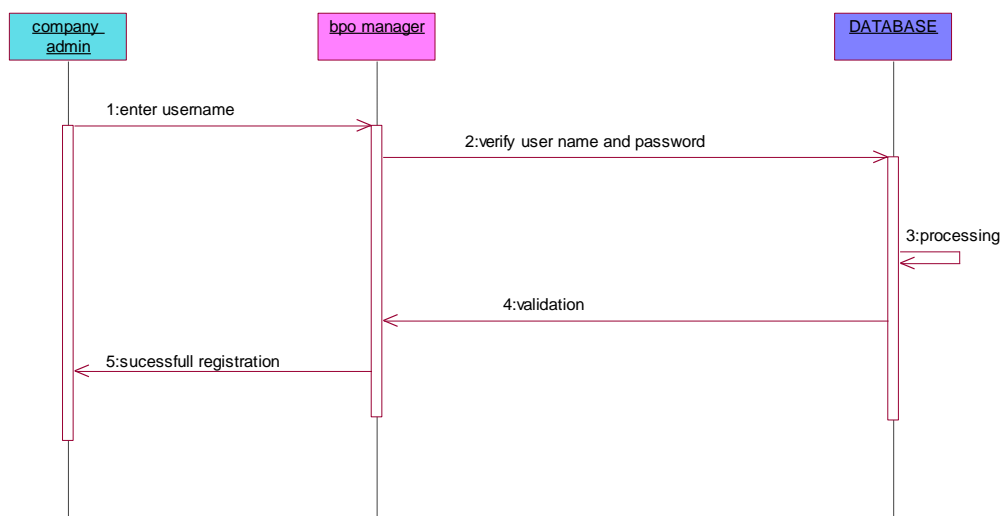 company
admin
bpo manager
DATABASE
1:enter username
2:verify user name and password
3:processing
4:validation
5:sucessfull registration